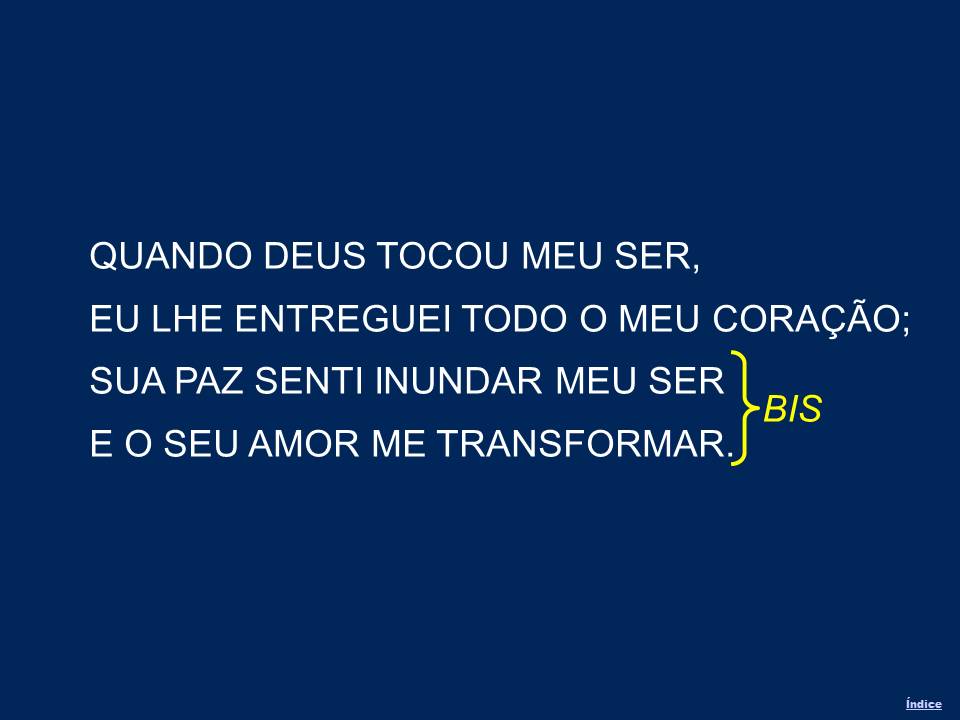 QUANDO DEUS TOCOU MEU SER,
EU LHE ENTREGUEI TODO O MEU CORAÇÃO;
SUA PAZ SENTI INUNDAR MEU SER
BIS
E O SEU AMOR ME TRANSFORMAR.
Índice